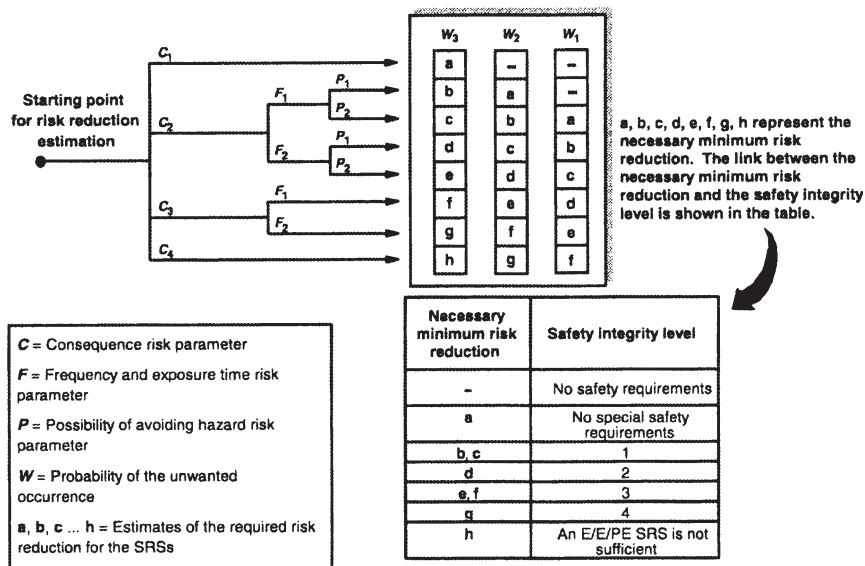 W3 W2 W1
C1
a – –
Starting point
for risk reduction
estimation
F1 P1
b a –
P2
c b a
C2
F2 P1
d c b
P2
e d c
C3 F1
f e d
F2
g f e
C4
h g f
a, b, c, d, e, f, g, h represent the
necessary minimum risk
reduction. The link between the
necessary minimum risk
reduction and the safety integrity
level is shown in the table.
C = Consequence risk parameter
F = Frequency and exposure time risk
parameter
P = Possibility of avoiding hazard risk
parameter
W = Probability of the unwanted
occurrence
a, b, c ... h = Estimates of the required risk
reduction for the SRSs
Necessary
minimum risk
reduction
Safety integrity level
– No safety requirements
a No special safety
requirements
b, c 1
d 2
e, f 3
g 4
h An E/E/PE SRS is not
sufficient